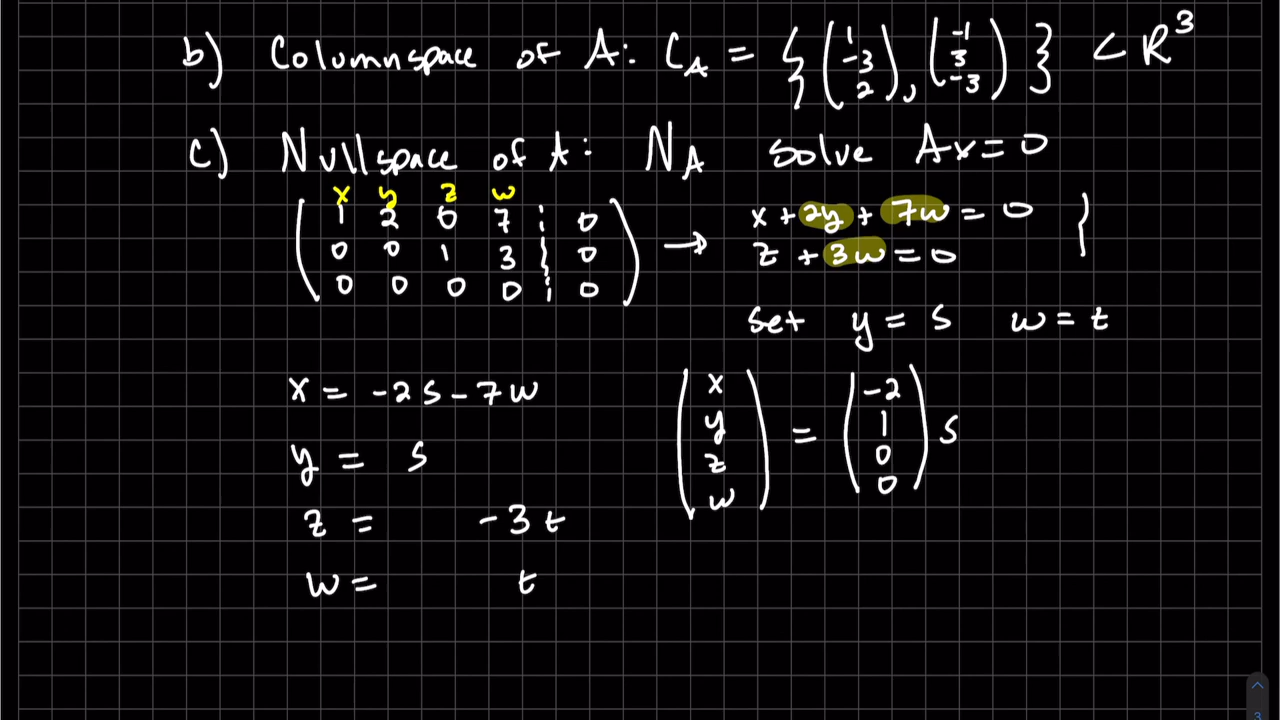 b) Columnspace of A: C_A = { (1 -3 2), (-1 3 -3) } < R^3
c) Nullspace of A: N_A solve Ax=0
x y z w
1 2 0 7 | 0
0 0 1 3 | 0
0 0 0 0 | 0
→ x + 2y + 7w = 0
z + 3w = 0 }
set y = s w = t
x = -2s - 7w
y = s
z = -3t
w = t
(x y z w) = (-2 1 0 0) s
3